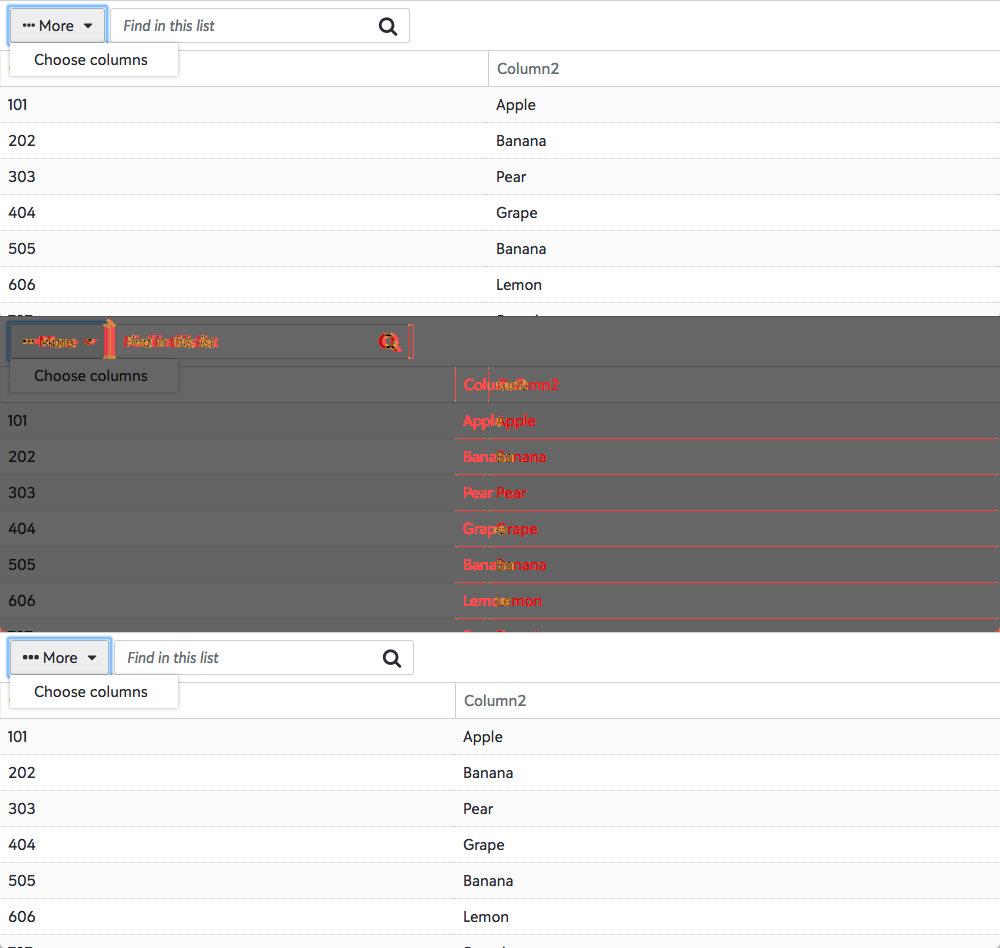 ••• More Find in this list
Choose columns
Column2
101 Apple
202 Banana
303 Pear
404 Grape
505 Banana
606 Lemon
More Find in this list
Choose columns
Column2
101 Apple Apple
202 Banana
303 Pear Pear
404 Grape Grape
505 Banana
606 Lemon
••• More Find in this list
Choose columns
Column2
101 Apple
202 Banana
303 Pear
404 Grape
505 Banana
606 Lemon